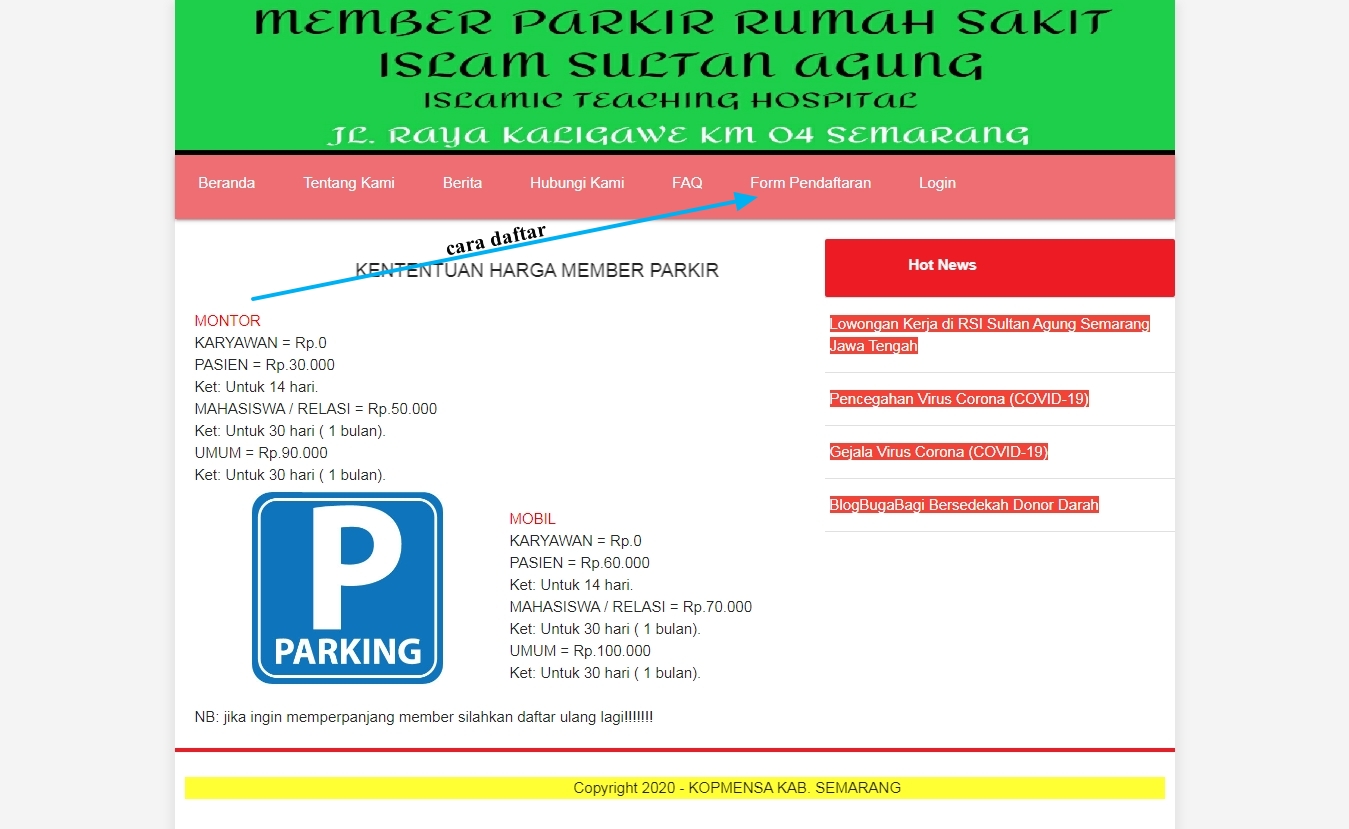 MEMBER PARKIR RUMAH SAKIT
ISLAM SULTAN AGUNG
ISLAMIC TEACHING HOSPITAL
JL. RAYA KALIGAWE KM 04 SEMARANG
Beranda Tentang Kami Berita Hubungi Kami FAQ Form Pendaftaran Login
cara daftar
KENTENTUAN HARGA MEMBER PARKIR
MONTOR
KARYAWAN = Rp.0
PASIEN = Rp.30.000
Ket: Untuk 14 hari.
MAHASISWA / RELASI = Rp.50.000
Ket: Untuk 30 hari ( 1 bulan).
UMUM = Rp.90.000
Ket: Untuk 30 hari ( 1 bulan).
P
PARKING
MOBIL
KARYAWAN = Rp.0
PASIEN = Rp.60.000
Ket: Untuk 14 hari.
MAHASISWA / RELASI = Rp.70.000
Ket: Untuk 30 hari ( 1 bulan).
UMUM = Rp.100.000
Ket: Untuk 30 hari ( 1 bulan).
NB: jika ingin memperpanjang member silahkan daftar ulang lagi!!!!!!!
Hot News
Lowongan Kerja di RSI Sultan Agung Semarang
Jawa Tengah
Pencegahan Virus Corona (COVID-19)
Gejala Virus Corona (COVID-19)
BlogBugaBagi Bersedekah Donor Darah
Copyright 2020 - KOPMENSA KAB. SEMARANG